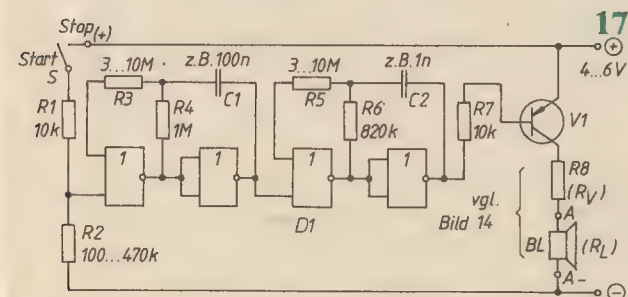 17
Stop (+)
Start
S
R1
10k
R2
100...470k
3...10M
R3
R4
1M
z.B.100n
C1
1
1
3...10M
R5
R6
820k
z.B.1n
C2
1
1
D1
R7
10k
V1
4...6V
R8
(RV)
vgl.
Bild 14
A
BL
(RL)
A-